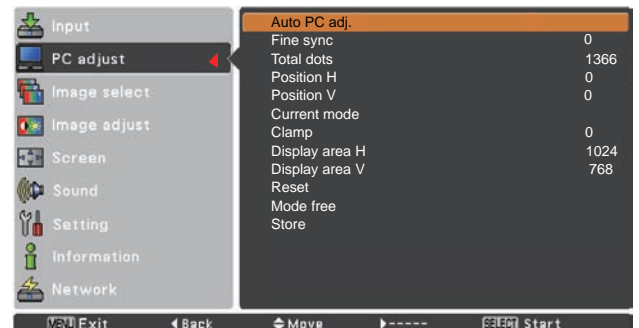 Input
PC adjust
Image select
Image adjust
Screen
Sound
Setting
Information
Network
Auto PC adj.
Fine sync 0
Total dots 1366
Position H 0
Position V 0
Current mode
Clamp 0
Display area H 1024
Display area V 768
Reset
Mode free
Store
MENU Exit Back Move ----- SELECT Start